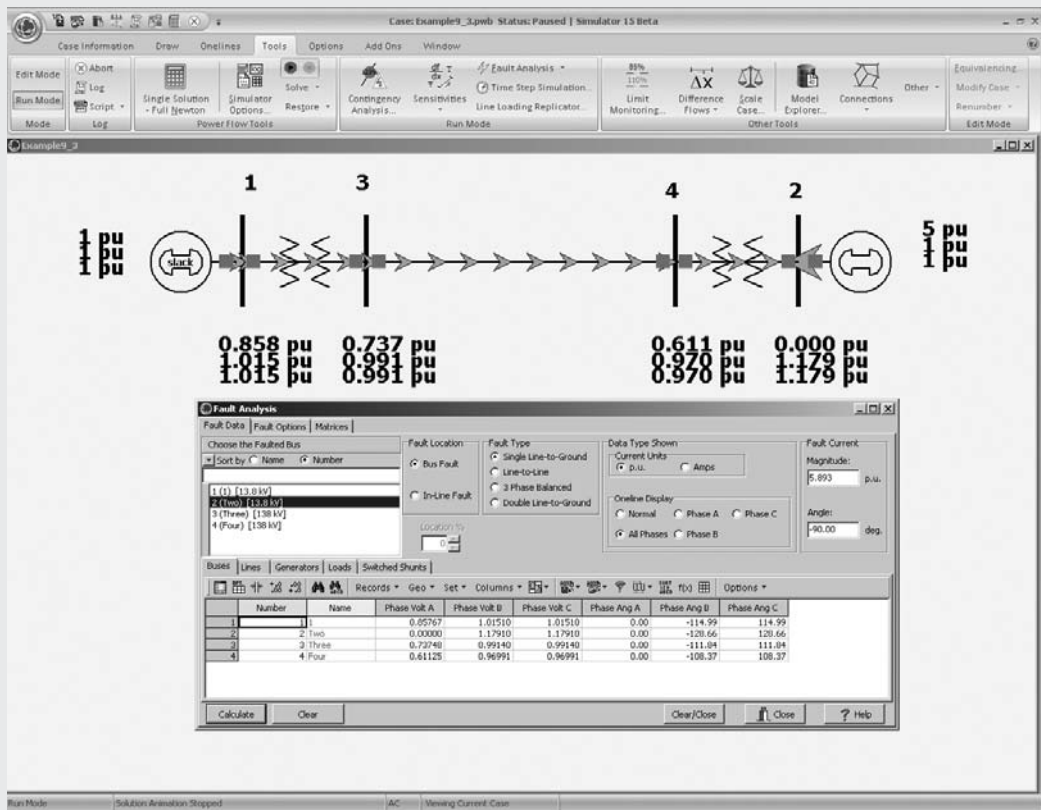 Case: Example9_3.pwb Status: Paused | Simulator 15 Beta
Case Information Draw Onelines Tools Options Add Ons Window
Edit Mode
Run Mode
Mode
Abort
Log
Script
Log
Single Solution - Full Newton
Simulator Options...
Solve
Restore
Power Flow Tools
Contingency Analysis...
Sensitivities
Fault Analysis
Time Step Simulation...
Line Loading Replicator...
Run Mode
Limit Monitoring...
Difference Flows
Scale Case...
Model Explorer...
Connections
Other
Other Tools
Equivalencing...
Modify Case
Renumber
Edit Mode
Example9_3
1 3 4 2
1 pu
1 pu
1 pu
slack
5 pu
1 pu
1 pu
0.858 pu 0.737 pu 0.611 pu 0.000 pu
1.015 pu 0.991 pu 0.970 pu 1.179 pu
1.015 pu 0.991 pu 0.970 pu 1.179 pu
Fault Analysis
Fault Data Fault Options Matrices
Choose the Faulted Bus
Sort by Name Number
1 (1) [13.8 kV]
2 (Two) [13.8 kV]
3 (Three) [138 kV]
4 (Four) [138 kV]
Fault Location
Bus Fault
In-Line Fault
Location %
0
Fault Type
Single Line-to-Ground
Line-to-Line
3 Phase Balanced
Double Line-to-Ground
Data Type Shown
Current Units
p.u. Amps
Oneline Display
Normal Phase A Phase C
All Phases Phase B
Fault Current
Magnitude:
5.893 p.u.
Angle:
-90.00 deg.
Buses Lines Generators Loads Switched Shunts
Records Geo Set Columns f(x) Options
Number Name Phase Volt A Phase Volt B Phase Volt C Phase Ang A Phase Ang B Phase Ang C
1 1 1 0.85767 1.01510 1.01510 0.00 -114.99 114.99
2 2 Two 0.00000 1.17910 1.17910 0.00 -128.66 128.66
3 3 Three 0.73748 0.99140 0.99140 0.00 -111.84 111.84
4 4 Four 0.61125 0.96991 0.96991 0.00 -108.37 108.37
Calculate Clear Clear/Close Close ? Help
Run Mode Solution Animation Stopped AC Viewing Current Case